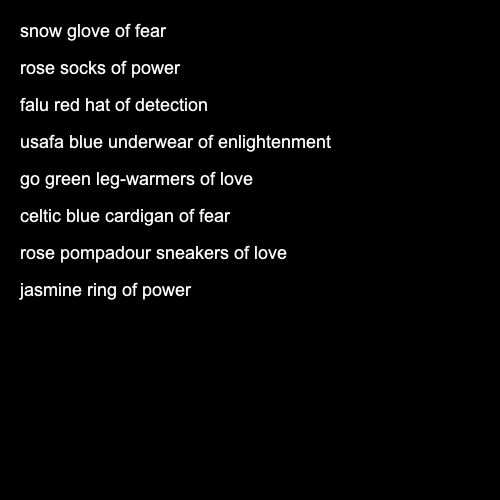 snow glove of fear
rose socks of power
falu red hat of detection
usafa blue underwear of enlightenment
go green leg-warmers of love
celtic blue cardigan of fear
rose pompadour sneakers of love
jasmine ring of power